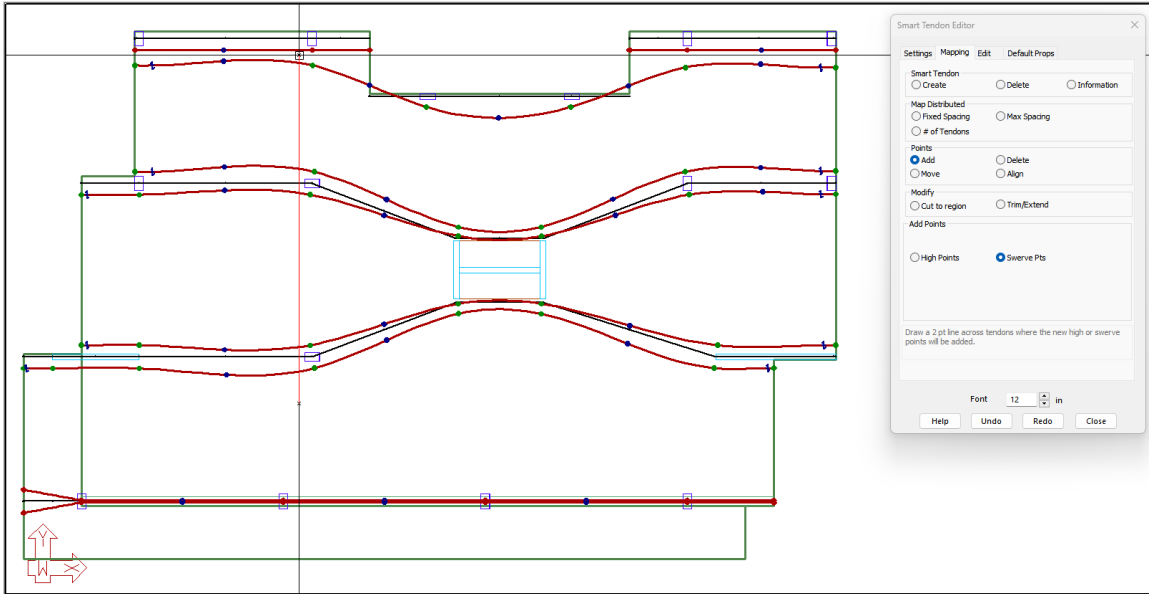 Smart Tendon Editor
Settings Mapping Edit Default Props
Smart Tendon
Create Delete Information
Map Distributed
Fixed Spacing Max Spacing
# of Tendons
Points
Add Delete
Move Align
Modify
Cut to region Trim/Extend
Add Points
High Points Swerve Pts
Draw a 2 pt line across tendons where the new high or swerve
points will be added.
Font 12 in
Help Undo Redo Close
Y
W X